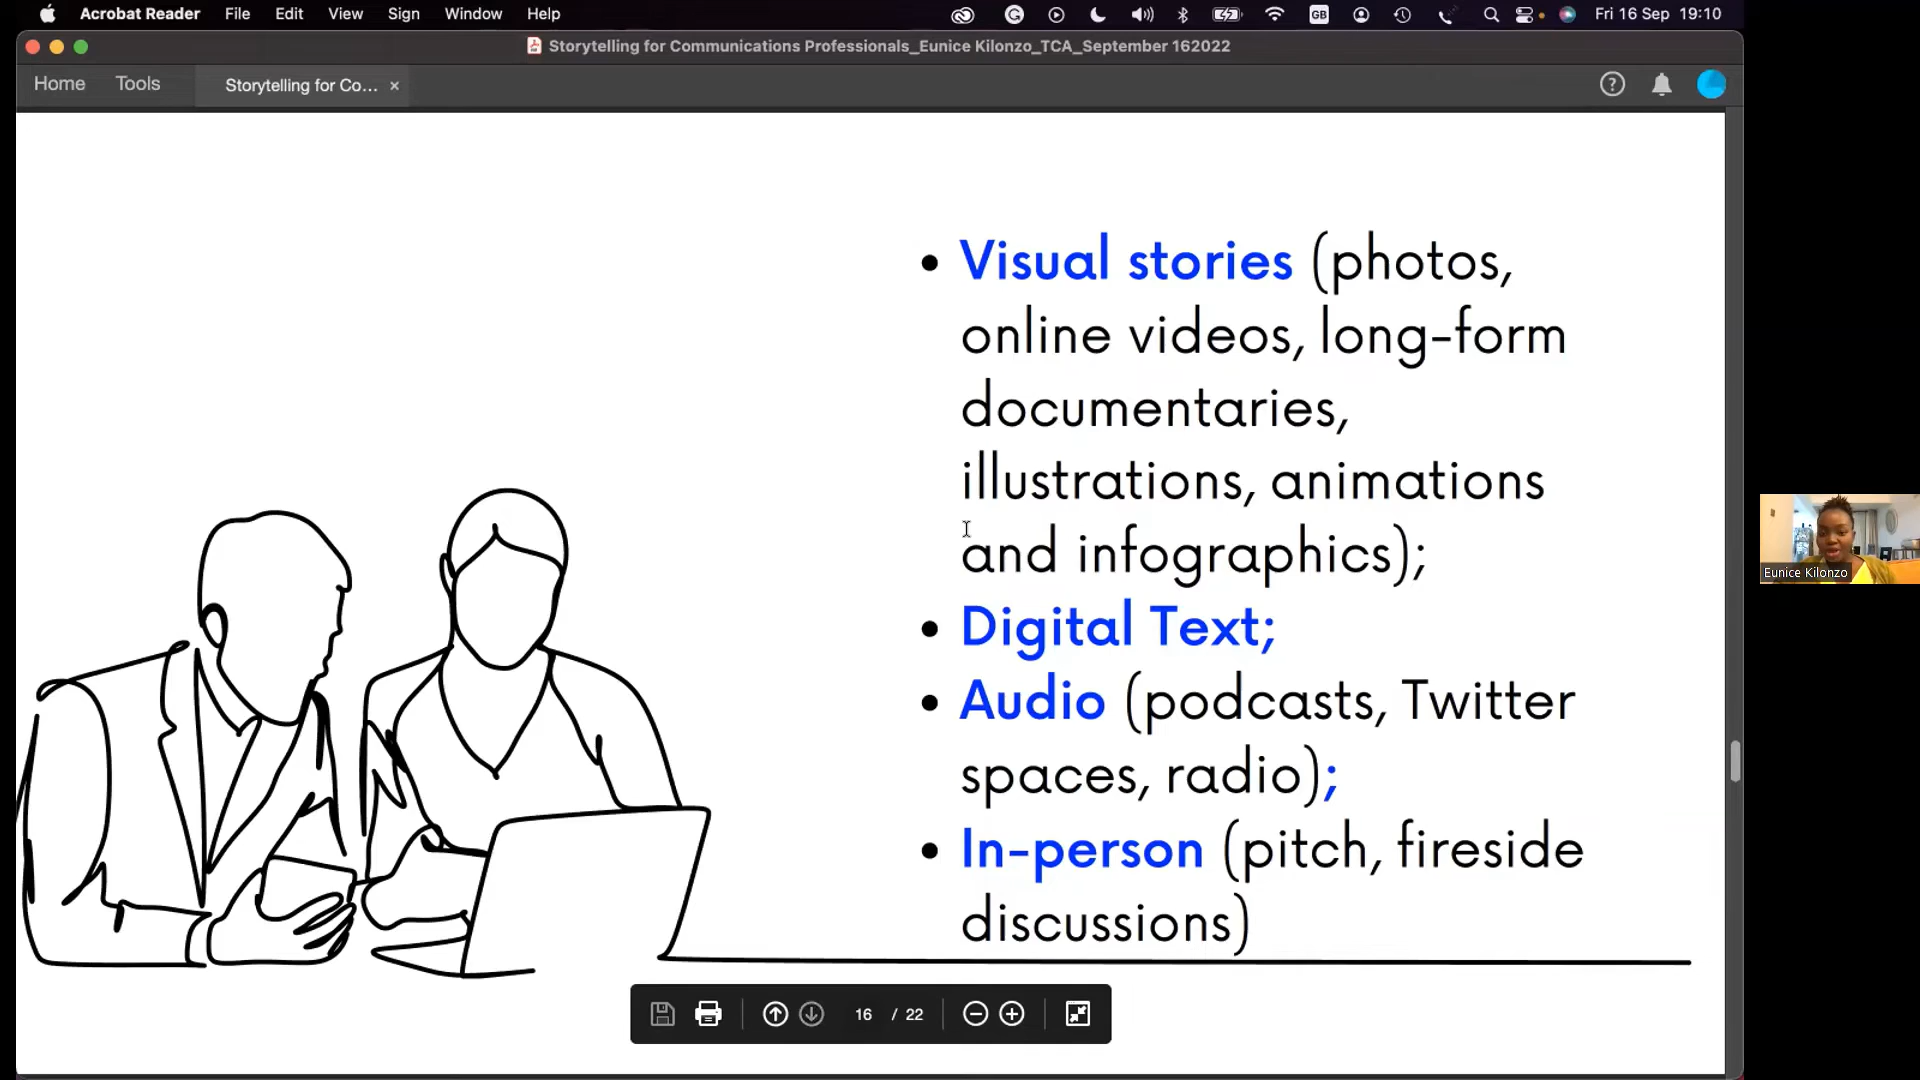 Acrobat Reader File Edit View Sign Window Help GB Fri 16 Sep 19:10
Storytelling for Communications Professionals_Eunice Kilonzo_TCA_September 162022
Home Tools Storytelling for Co... ×
• Visual stories (photos,
online videos, long-form
documentaries,
illustrations, animations
and infographics);
• Digital Text;
• Audio (podcasts, Twitter
spaces, radio);
• In-person (pitch, fireside
discussions)
Eunice Kilonzo
16 / 22